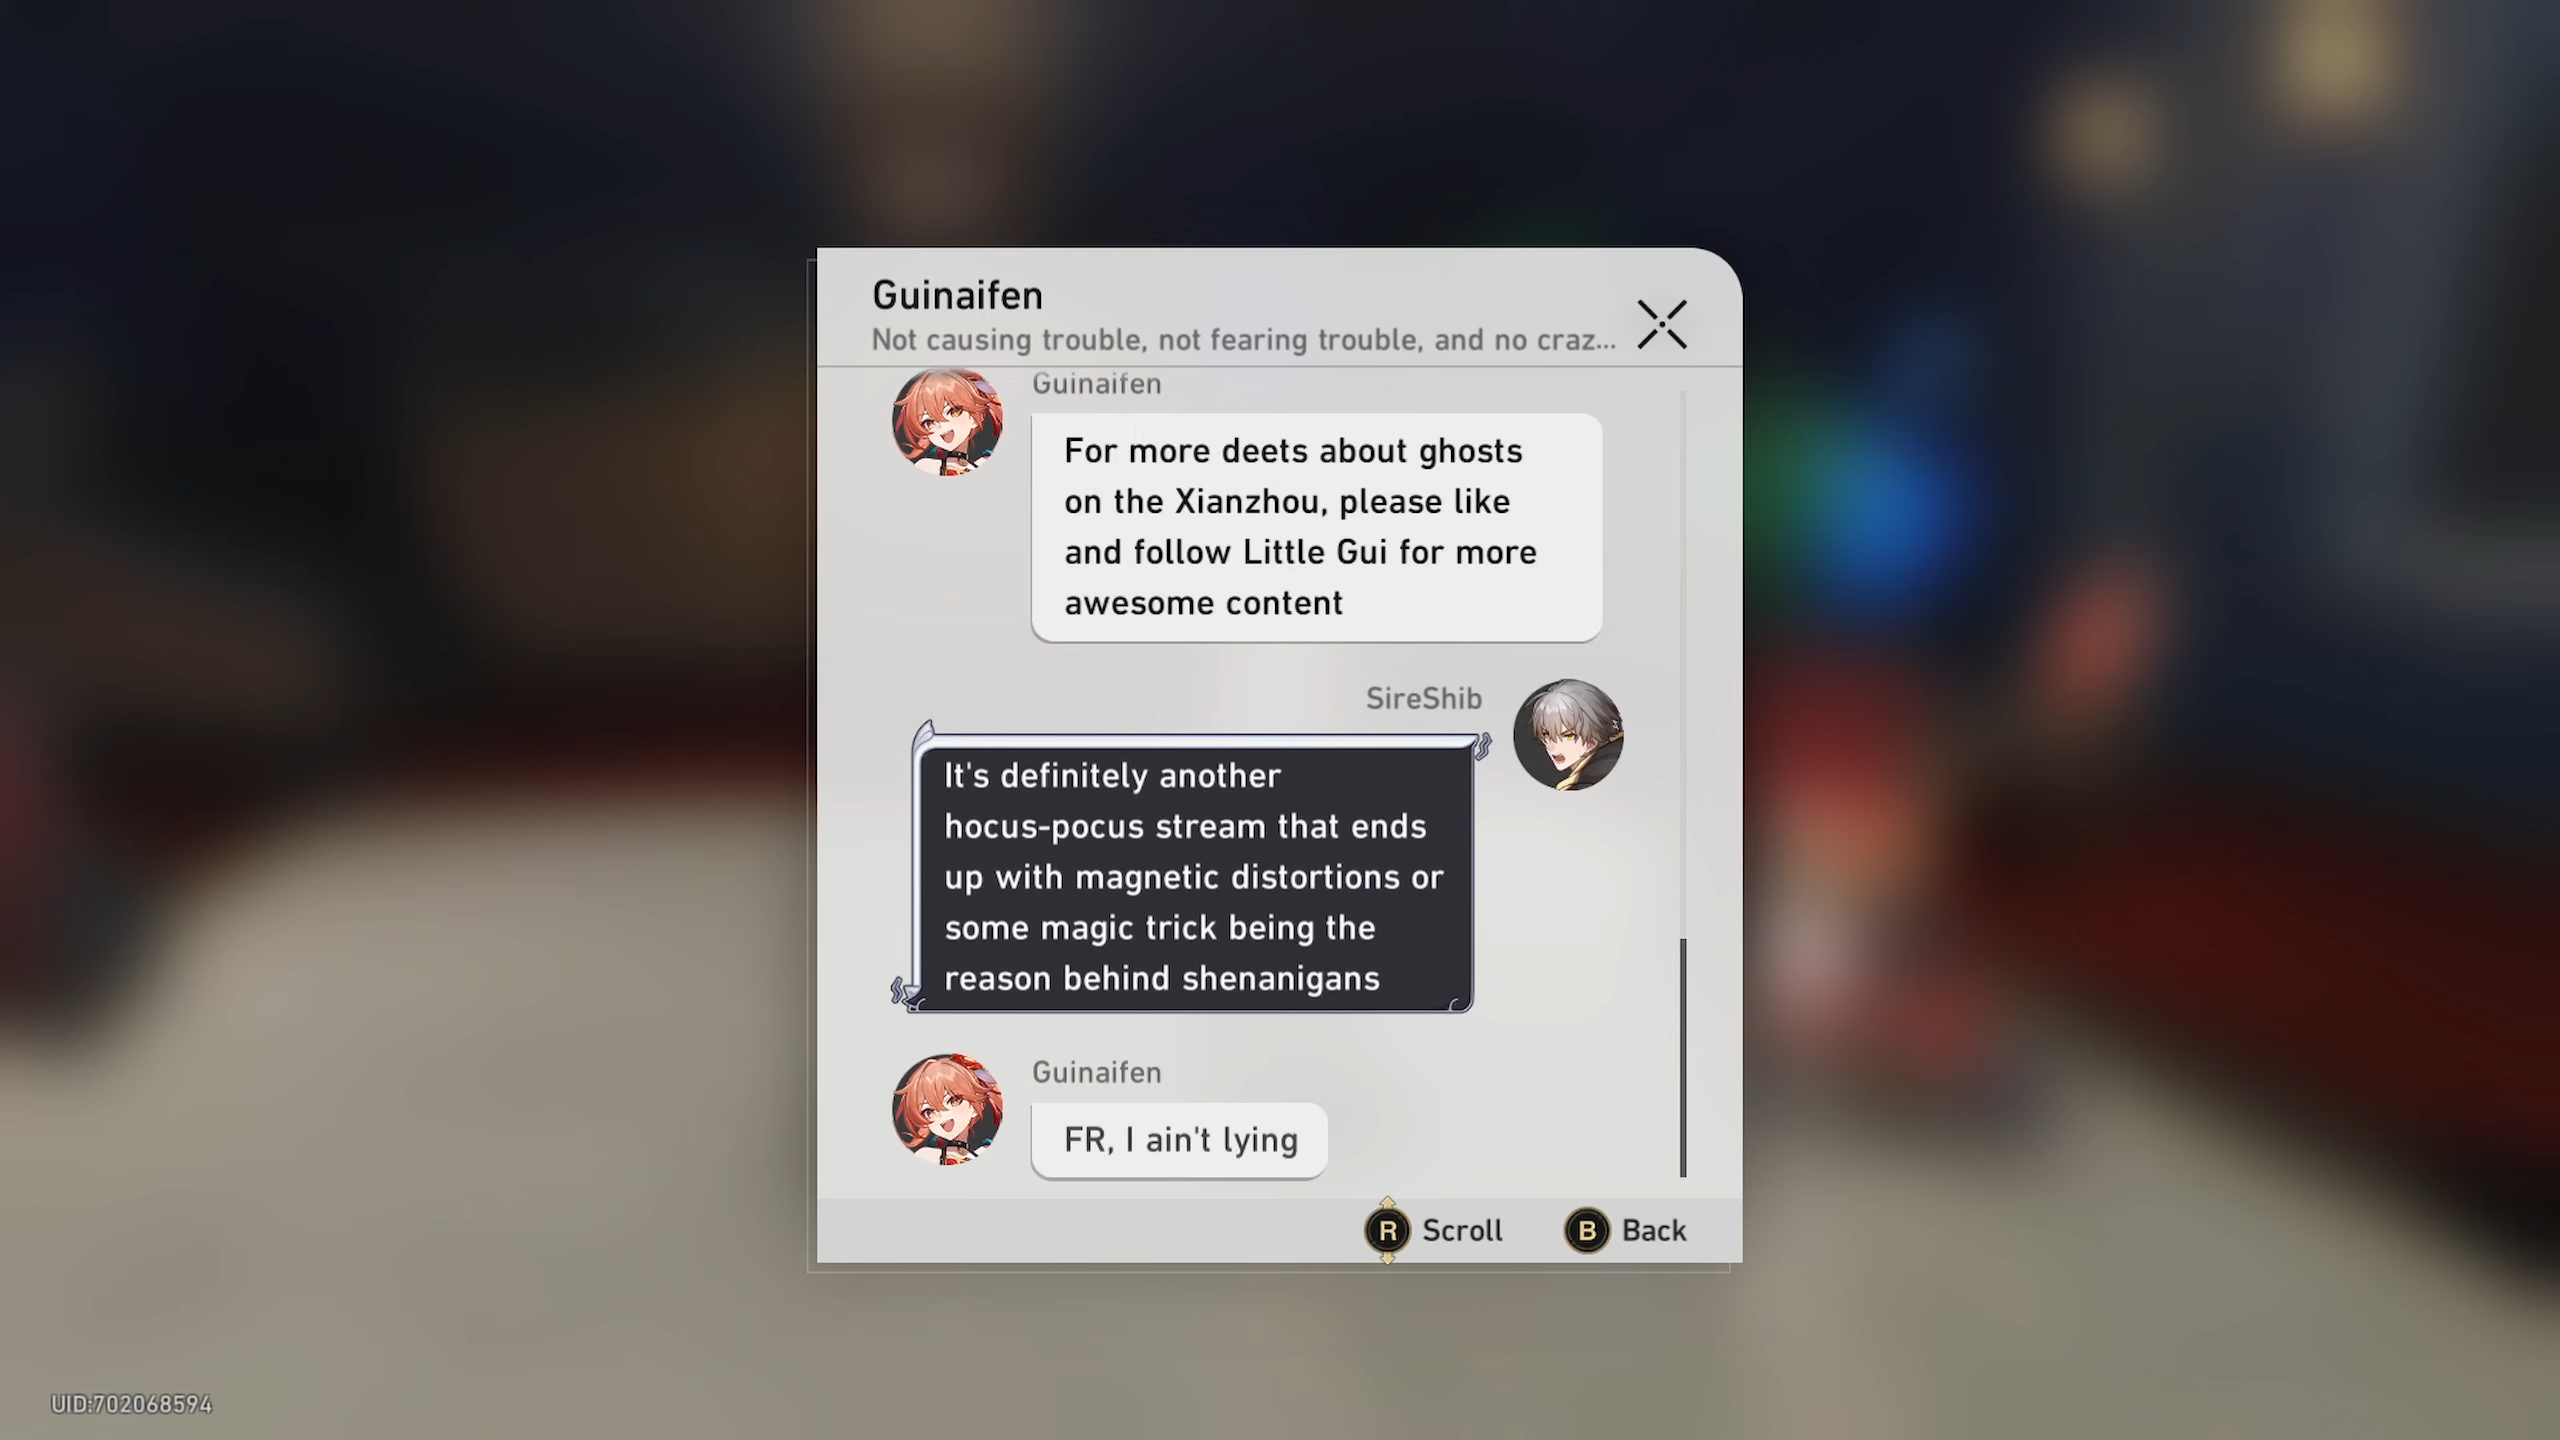 Guinaifen
Not causing trouble, not fearing trouble, and no craz...
Guinaifen
For more deets about ghosts
on the Xianzhou, please like
and follow Little Gui for more
awesome content
SireShib
It's definitely another
hocus-pocus stream that ends
up with magnetic distortions or
some magic trick being the
reason behind shenanigans
Guinaifen
FR, I ain't lying
R Scroll B Back
UID:702068594